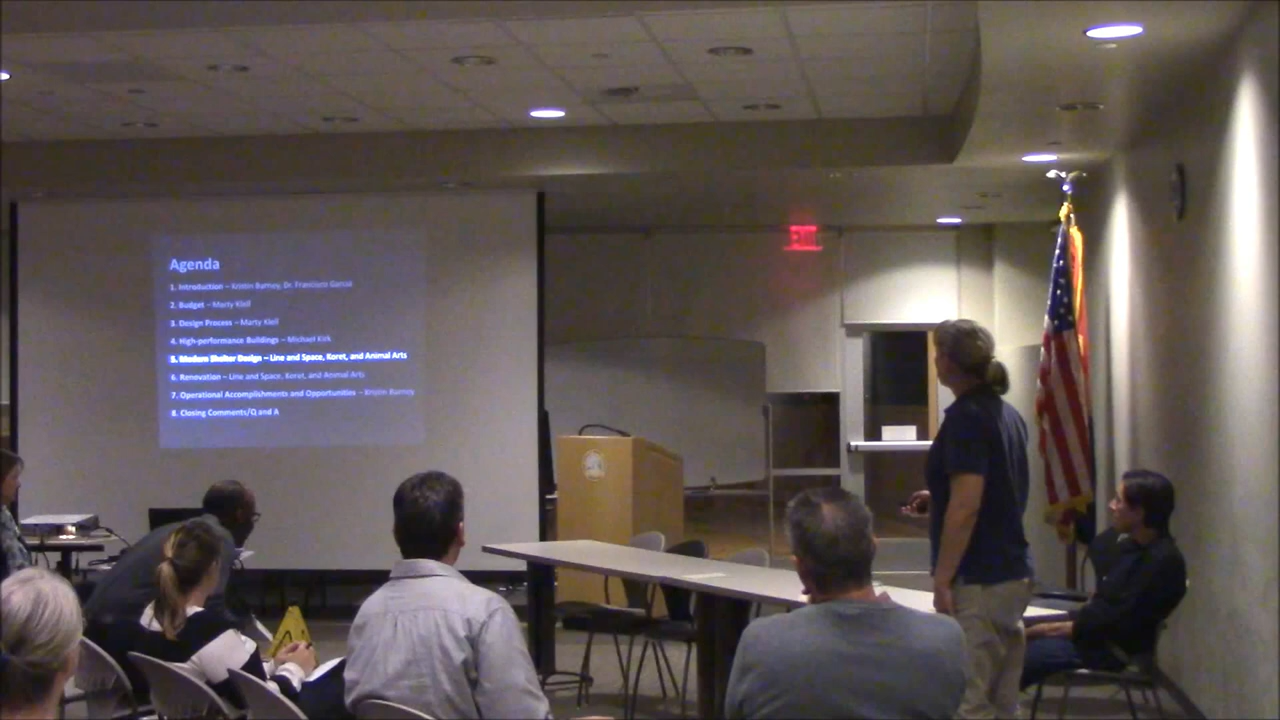 Agenda
1. Introduction – Kristin Barney, Dr. Francisco Garcia
2. Budget – Marty Kleil
3. Design Process – Marty Kleil
4. High-performance Buildings – Michael Kirk
5. Modern Shelter Design – Line and Space, Koret, and Animal Arts
6. Renovation – Line and Space, Koret, and Animal Arts
7. Operational Accomplishments and Opportunities – Kristin Barney
8. Closing Comments/Q and A
EXIT